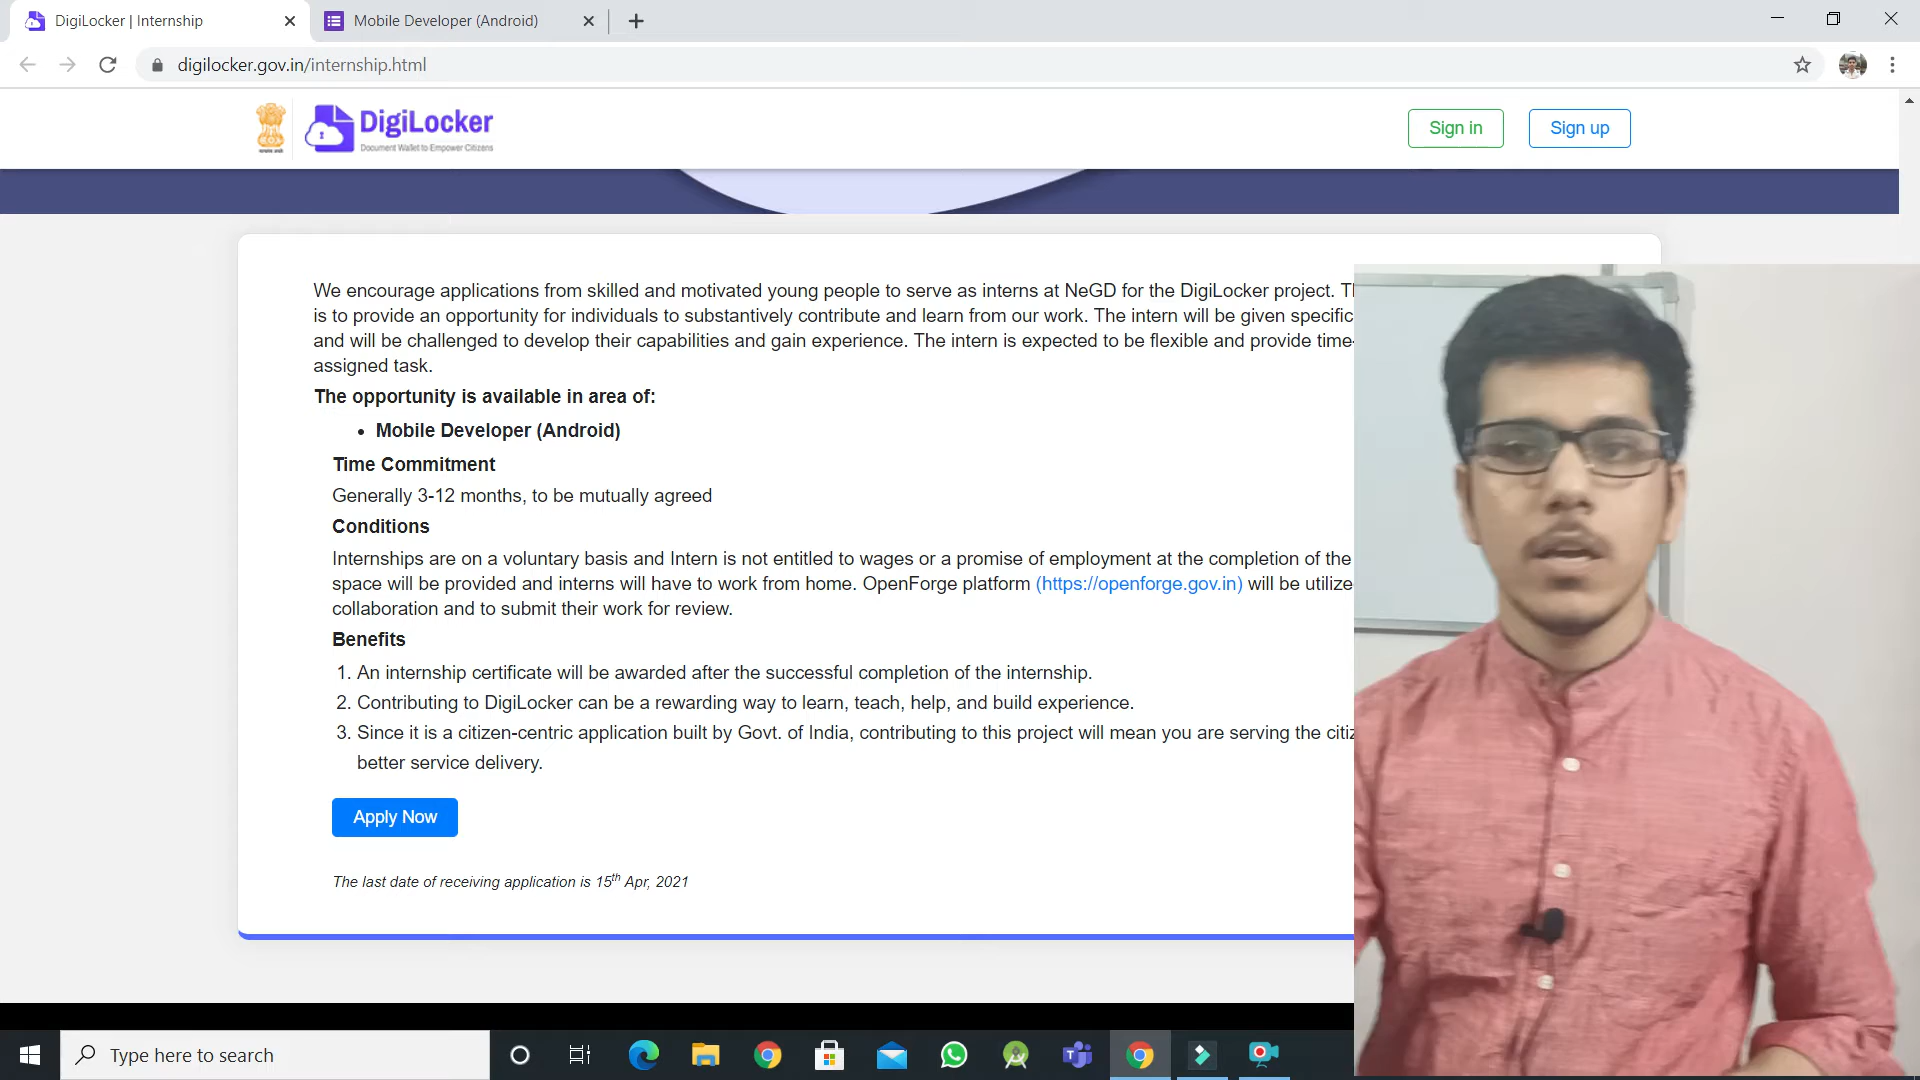 DigiLocker | Internship
Mobile Developer (Android)
digilocker.gov.in/internship.html
DigiLocker
Document Wallet to Empower Citizens
Sign in
Sign up
We encourage applications from skilled and motivated young people to serve as interns at NeGD for the DigiLocker project.
is to provide an opportunity for individuals to substantively contribute and learn from our work. The intern will be given specific
and will be challenged to develop their capabilities and gain experience. The intern is expected to be flexible and provide time-
assigned task.
The opportunity is available in area of:
• Mobile Developer (Android)
Time Commitment
Generally 3-12 months, to be mutually agreed
Conditions
Internships are on a voluntary basis and Intern is not entitled to wages or a promise of employment at the completion of the
space will be provided and interns will have to work from home. OpenForge platform (https://openforge.gov.in) will be utilize
collaboration and to submit their work for review.
Benefits
1. An internship certificate will be awarded after the successful completion of the internship.
2. Contributing to DigiLocker can be a rewarding way to learn, teach, help, and build experience.
3. Since it is a citizen-centric application built by Govt. of India, contributing to this project will mean you are serving the citiz
better service delivery.
Apply Now
The last date of receiving application is 15th Apr, 2021
Type here to search